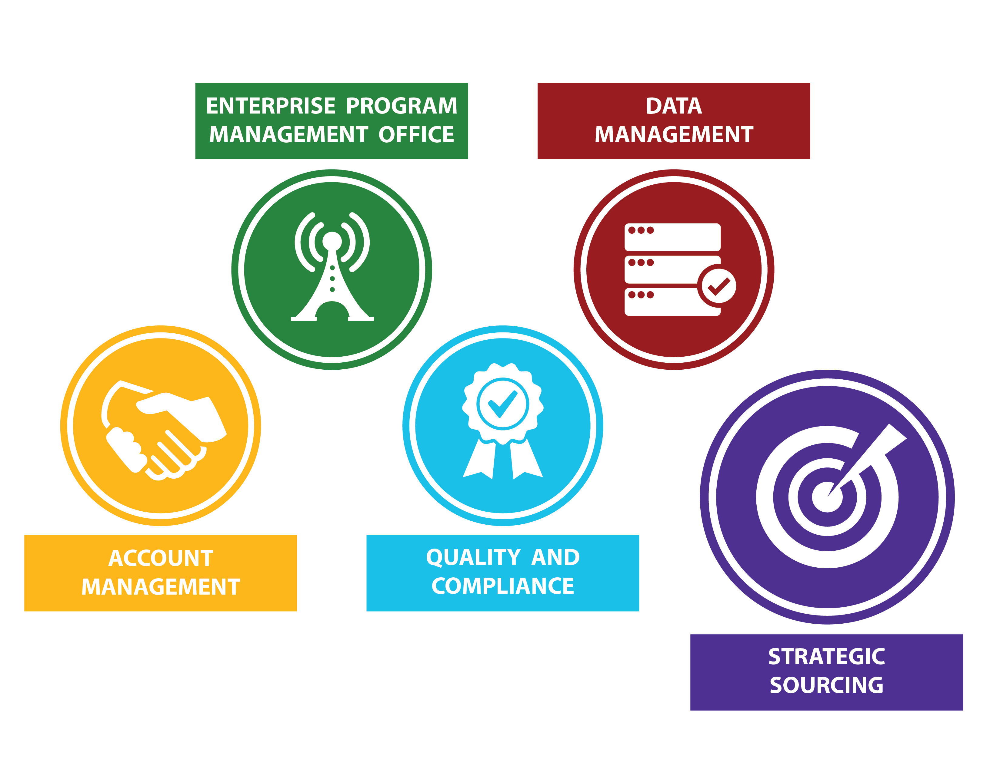 ENTERPRISE PROGRAM
MANAGEMENT OFFICE
DATA
MANAGEMENT
ACCOUNT
MANAGEMENT
QUALITY AND
COMPLIANCE
STRATEGIC
SOURCING